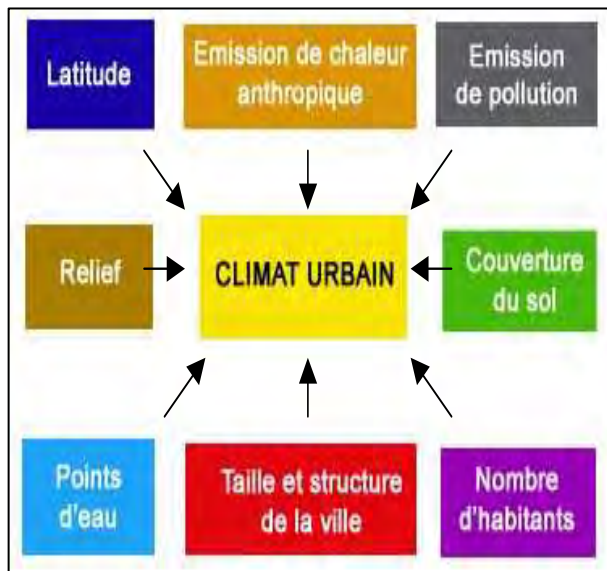 Latitude
Emission de chaleur
anthropique
Emission
de pollution
Relief
CLIMAT URBAIN
Couverture
du sol
Points
d'eau
Taille et structure
de la ville
Nombre
d'habitants